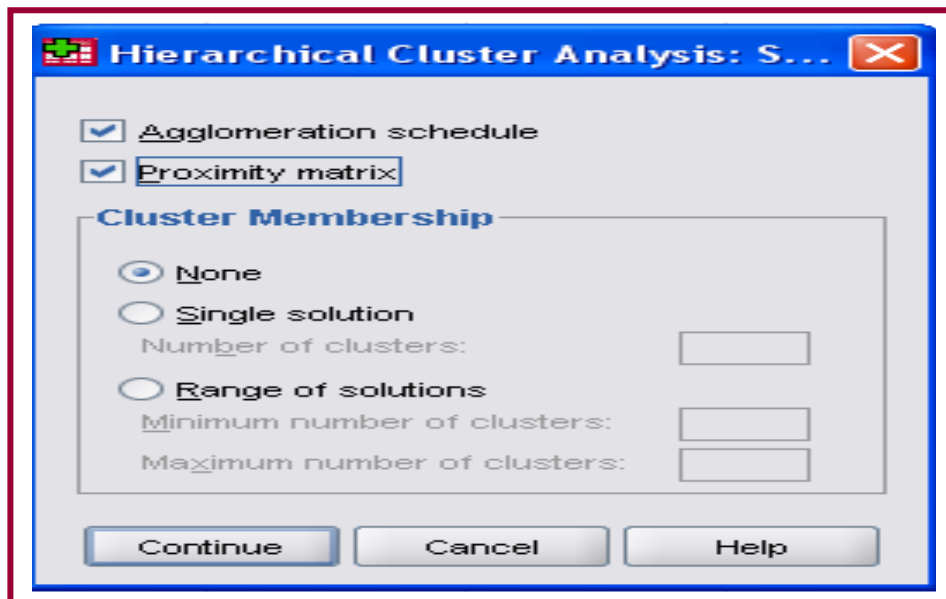 Hierarchical Cluster Analysis: S...
Agglomeration schedule
Proximity matrix
Cluster Membership
None
Single solution
Number of clusters:
Range of solutions
Minimum number of clusters:
Maximum number of clusters:
Continue Cancel Help